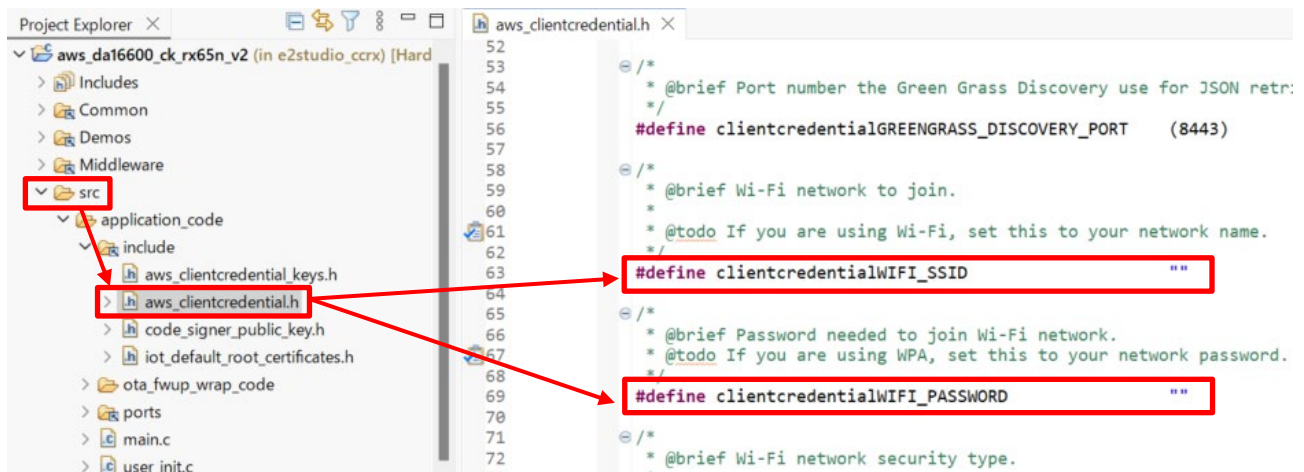 Project Explorer
aws_da16600_ck_rx65n_v2 (in e2studio_ccrx) [Hard
Includes
Common
Demos
Middleware
src
application_code
include
aws_clientcredential_keys.h
aws_clientcredential.h
code_signer_public_key.h
iot_default_root_certificates.h
ota_fwup_wrap_code
ports
main.c
user_init.c
aws_clientcredential.h
52
53 /*
54 * @brief Port number the Green Grass Discovery use for JSON retri
55 */
56 #define clientcredentialGREENGRASS_DISCOVERY_PORT (8443)
57
58 /*
59 * @brief Wi-Fi network to join.
60 *
61 * @todo If you are using Wi-Fi, set this to your network name.
62 */
63 #define clientcredentialWIFI_SSID ""
64
65 /*
66 * @brief Password needed to join Wi-Fi network.
67 * @todo If you are using WPA, set this to your network password.
68 */
69 #define clientcredentialWIFI_PASSWORD ""
70
71 /*
72 * @brief Wi-Fi network security type.